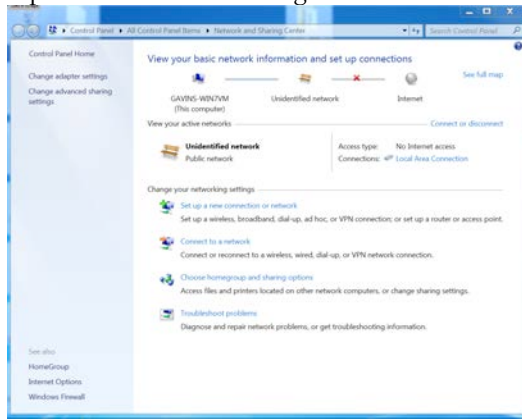 Control Panel ▸ All Control Panel Items ▸ Network and Sharing Center
Search Control Panel
Control Panel Home
Change adapter settings
Change advanced sharing
settings
View your basic network information and set up connections
See full map
GAVINS-WIN7VM
(This computer)
Unidentified network
Internet
View your active networks
Connect or disconnect
Unidentified network
Public network
Access type: No Internet access
Connections: Local Area Connection
Change your networking settings
Set up a new connection or network
Set up a wireless, broadband, dial-up, ad hoc, or VPN connection; or set up a router or access point.
Connect to a network
Connect or reconnect to a wireless, wired, dial-up, or VPN network connection.
Choose homegroup and sharing options
Access files and printers located on other network computers, or change sharing settings.
Troubleshoot problems
Diagnose and repair network problems, or get troubleshooting information.
See also
HomeGroup
Internet Options
Windows Firewall